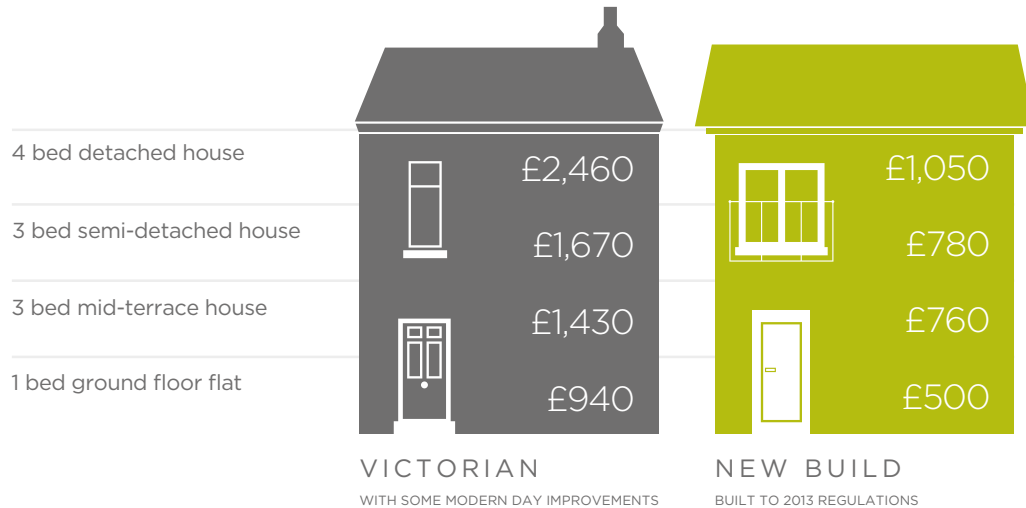 4 bed detached house £2,460 £1,050
3 bed semi-detached house £1,670 £780
3 bed mid-terrace house £1,430 £760
1 bed ground floor flat £940 £500
VICTORIAN NEW BUILD
WITH SOME MODERN DAY IMPROVEMENTS BUILT TO 2013 REGULATIONS